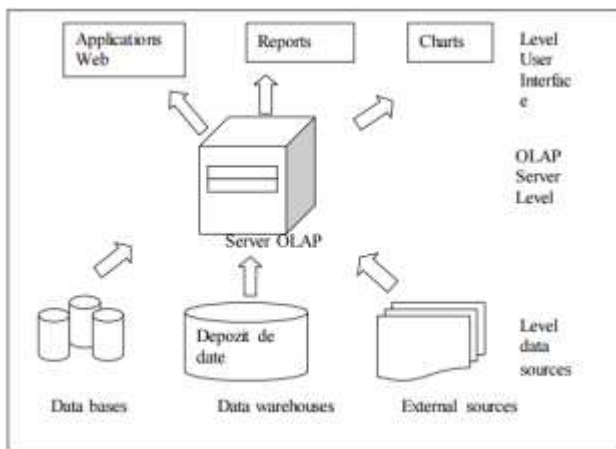 Applications
Web
Reports
Charts
Level
User
Interfac
e
OLAP
Server
Level
Server OLAP
Depozit de
date
Level
data
sources
Data bases
Data warehouses
External sources